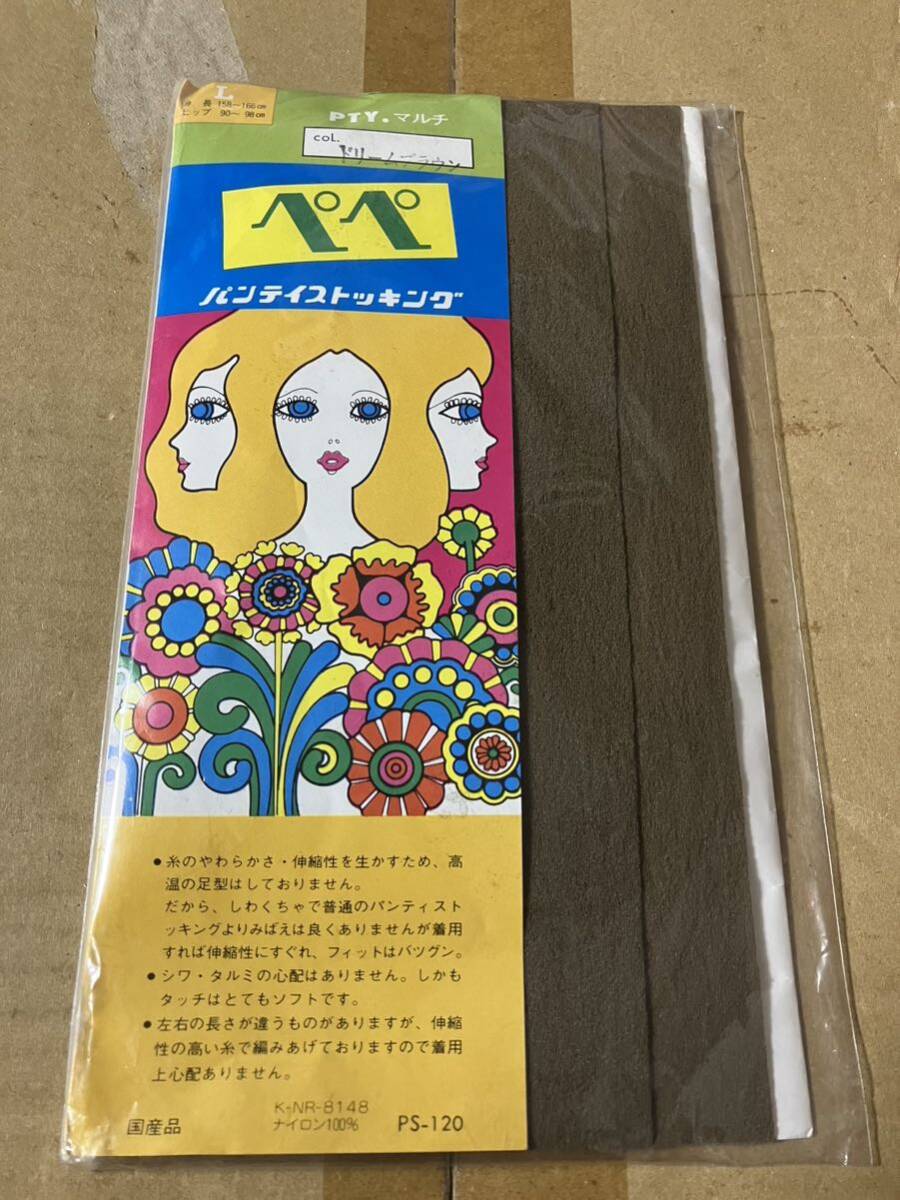 L
身長 158〜166cm
ヒップ 90〜98cm
PTY.マルチ
coL.
ドリームブラウン
ペペ
パンテイストッキング
●糸のやわらかさ・伸縮性を生かすため、高
温の足型はしておりません。
だから、しわくちゃで普通のパンティスト
ッキングよりみばえは良くありませんが着用
すれば伸縮性にすぐれ、フィットはバツグン。
●シワ・タルミの心配はありません。しかも
タッチはとてもソフトです。
●左右の長さが違うものがありますが、伸縮
性の高い糸で編みあげておりますので着用
上心配ありません。
K-NR-8148
国産品 ナイロン100% PS-120